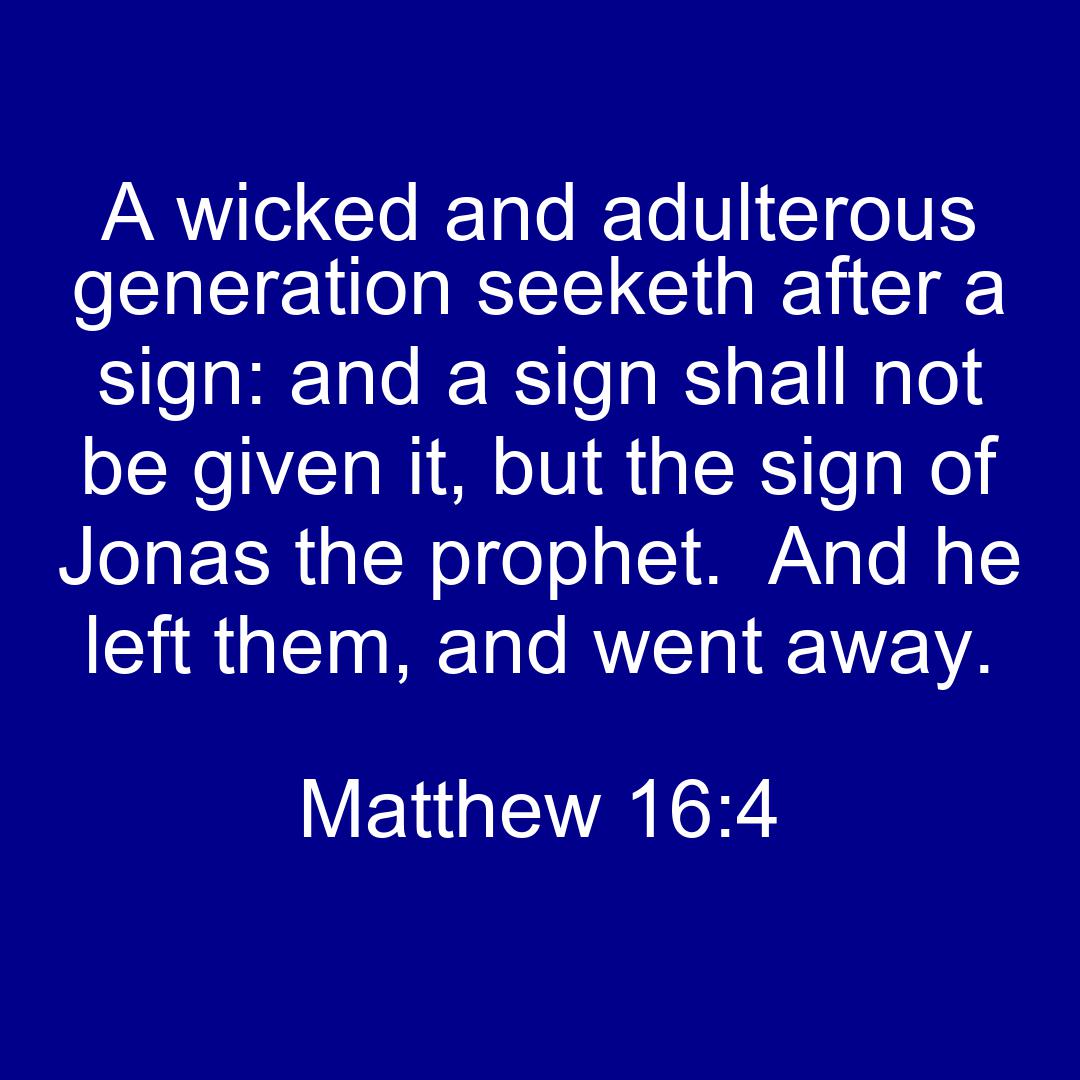 A wicked and adulterous
generation seeketh after a
sign: and a sign shall not
be given it, but the sign of
Jonas the prophet.  And he
left them, and went away.
Matthew 16:4